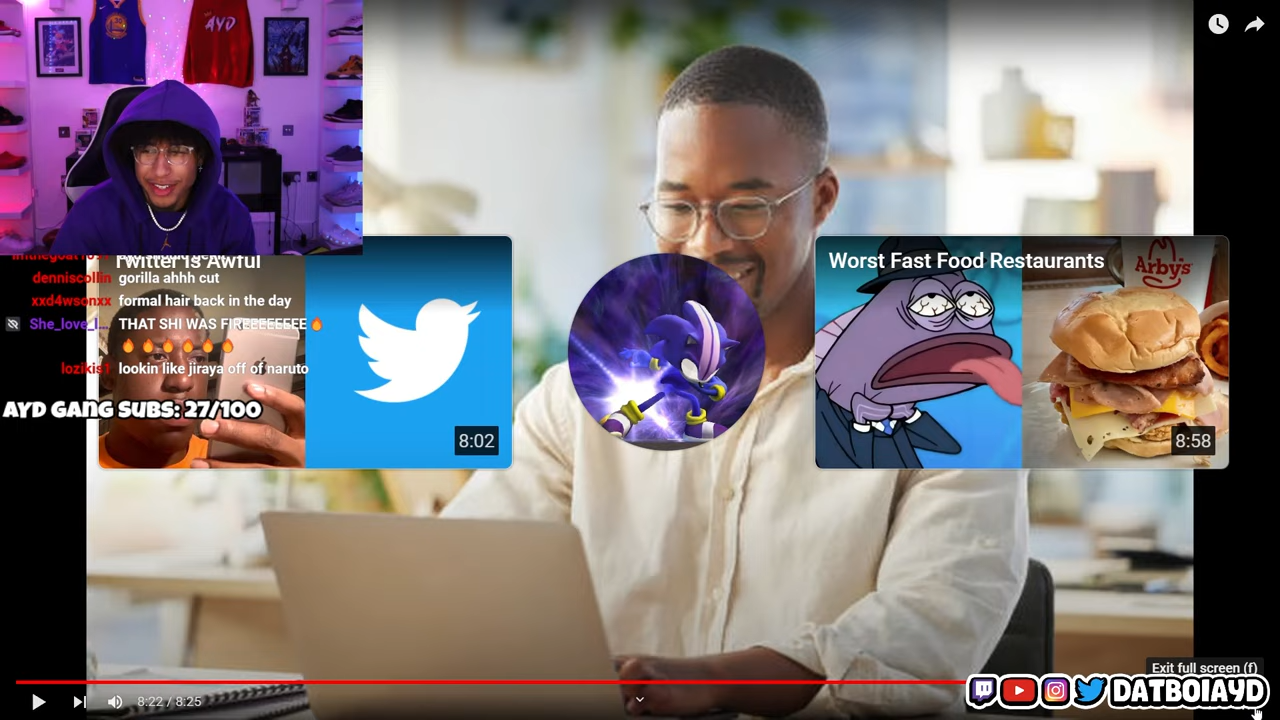 AYD
Twitter Is Awful
denniscollin gorilla ahhh cut
xxd4wsonxx formal hair back in the day
She_love_l... THAT SHI WAS FIREEEEEEE🔥
🔥🔥🔥🔥🔥
lozikis1 lookin like jiraya off of naruto
AYD GANG SUBS: 27/100
8:02
Worst Fast Food Restaurants
Arby's
8:58
Exit full screen (f)
8:22 / 8:25
DATBOIAYD